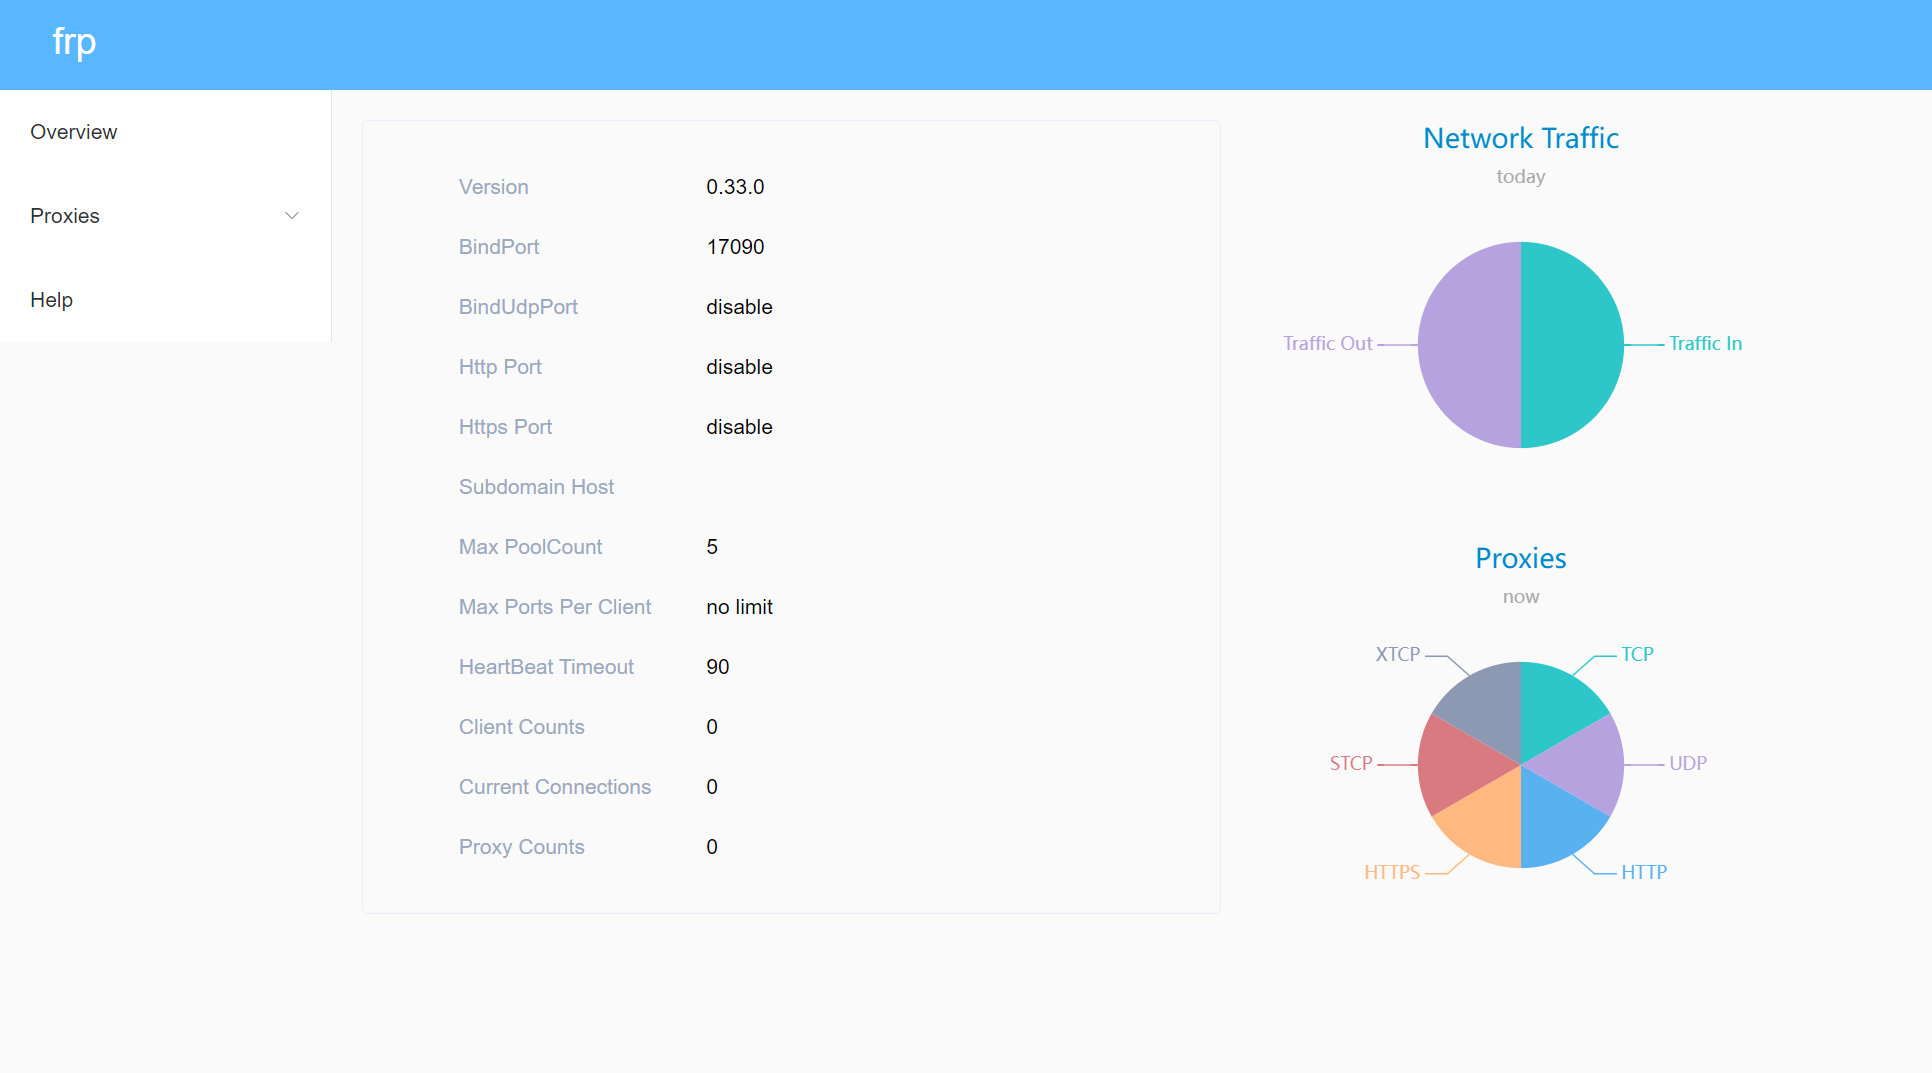 frp
Overview
Proxies
Help
Version 0.33.0
BindPort 17090
BindUdpPort disable
Http Port disable
Https Port disable
Subdomain Host
Max PoolCount 5
Max Ports Per Client no limit
HeartBeat Timeout 90
Client Counts 0
Current Connections 0
Proxy Counts 0
Network Traffic
today
Traffic Out Traffic In
Proxies
now
XTCP TCP
STCP UDP
HTTPS HTTP